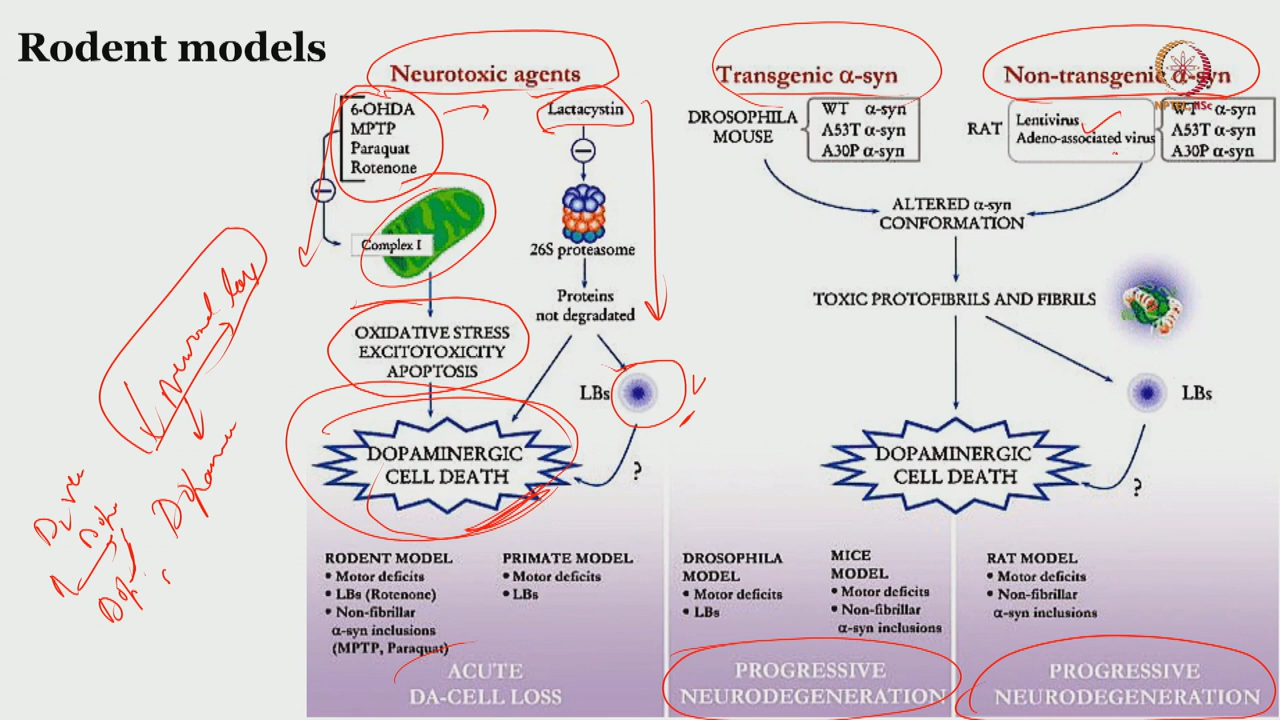 Rodent models
Neurotoxic agents
6-OHDA
MPTP
Paraquat
Rotenone
Lactacystin
Complex I
26S proteasome
Proteins
not degraded
OXIDATIVE STRESS
EXCITOTOXICITY
APOPTOSIS
LBs
DOPAMINERGIC
CELL DEATH
?
RODENT MODEL
• Motor deficits
• LBs (Rotenone)
• Non-fibrillar
α-syn inclusions
(MPTP, Paraquat)
PRIMATE MODEL
• Motor deficits
• LBs
ACUTE
DA-CELL LOSS
Transgenic α-syn
DROSOPHILA
MOUSE
WT α-syn
A53T α-syn
A30P α-syn
Non-transgenic α-syn
RAT
Lentivirus
Adeno-associated virus
WT α-syn
A53T α-syn
A30P α-syn
ALTERED α-syn
CONFORMATION
TOXIC PROTOFIBRILS AND FIBRILS
LBs
DOPAMINERGIC
CELL DEATH
?
DROSOPHILA
MODEL
• Motor deficits
• LBs
MICE
MODEL
• Motor deficits
• Non-fibrillar
α-syn inclusions
PROGRESSIVE
NEURODEGENERATION
RAT MODEL
• Motor deficits
• Non-fibrillar
α-syn inclusions
PROGRESSIVE
NEURODEGENERATION
Neuronal loss